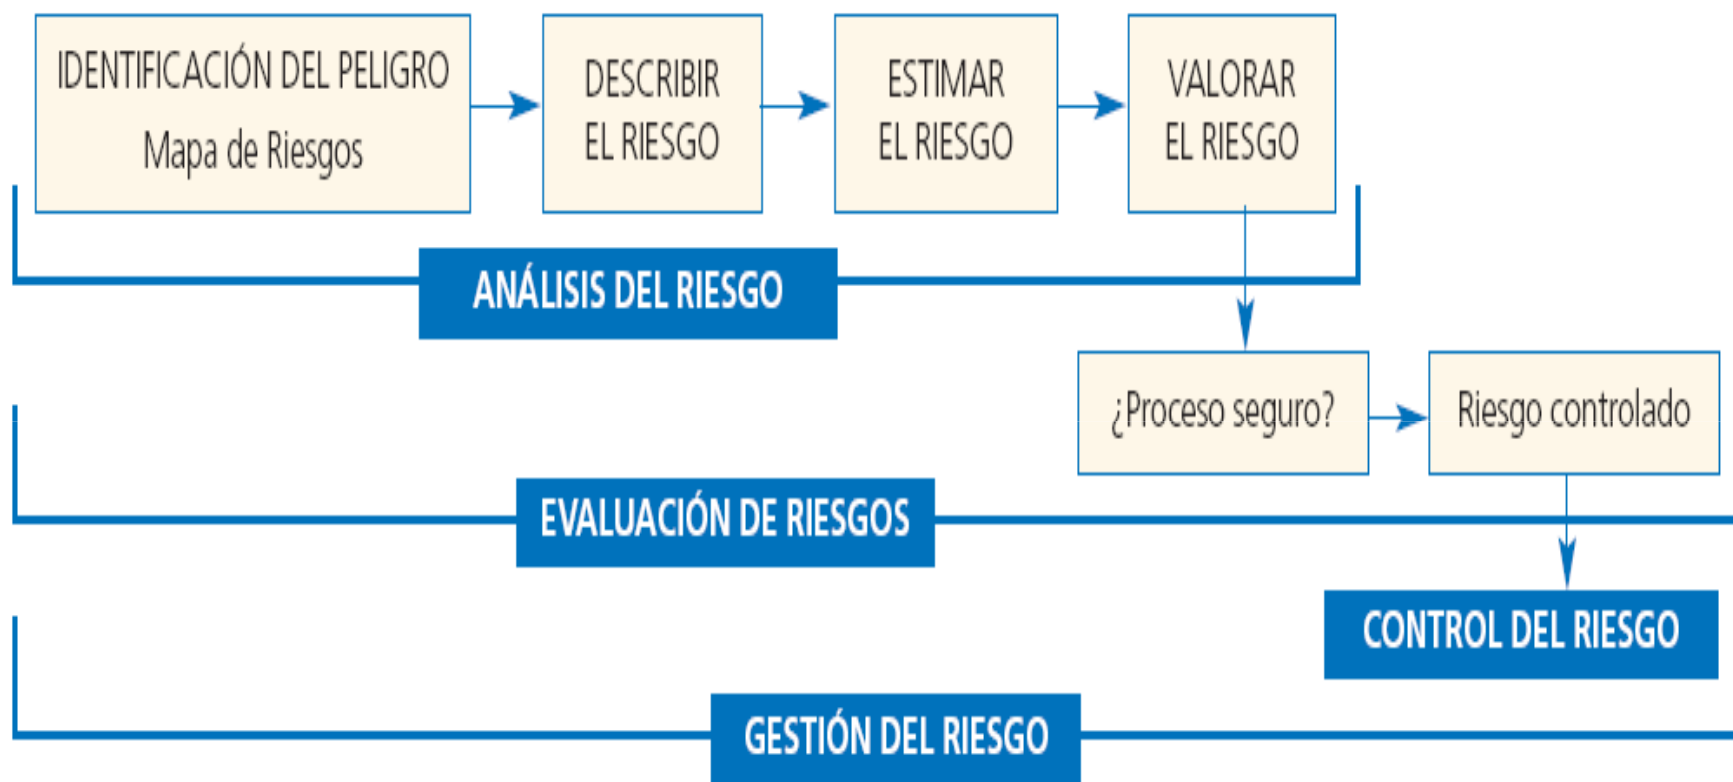 IDENTIFICACIÓN DEL PELIGRO
Mapa de Riesgos
DESCRIBIR
EL RIESGO
ESTIMAR
EL RIESGO
VALORAR
EL RIESGO
ANÁLISIS DEL RIESGO
¿Proceso seguro?
Riesgo controlado
EVALUACIÓN DE RIESGOS
CONTROL DEL RIESGO
GESTIÓN DEL RIESGO